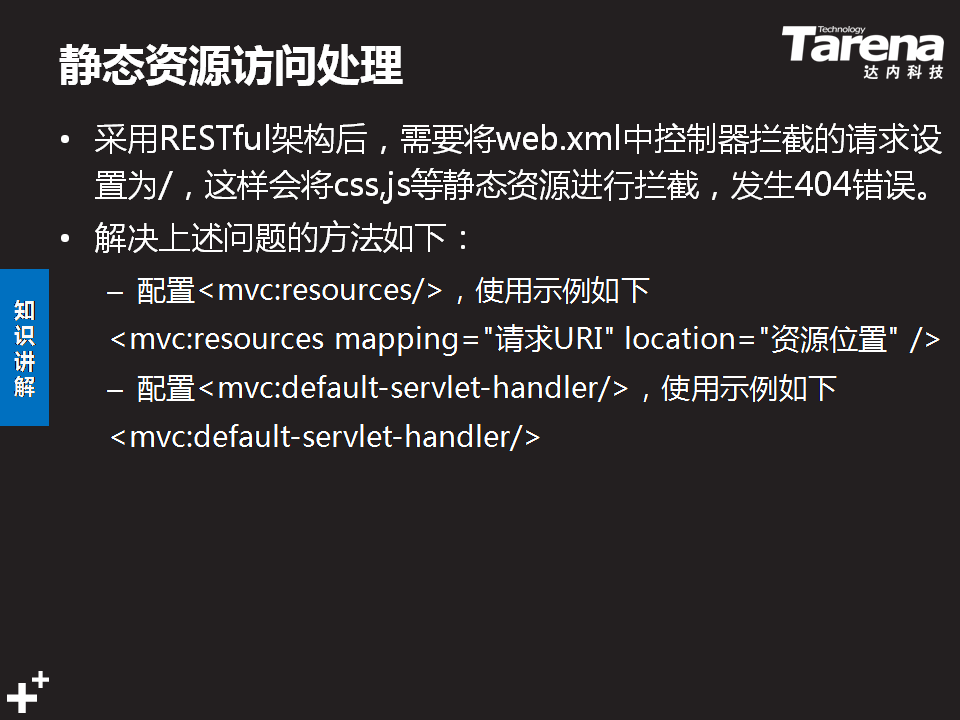 静态资源访问处理
Technology
Tarena
达内科技
• 采用RESTful架构后，需要将web.xml中控制器拦截的请求设
置为/，这样会将css,js等静态资源进行拦截，发生404错误。
• 解决上述问题的方法如下：
– 配置<mvc:resources/>，使用示例如下
<mvc:resources mapping="请求URI" location="资源位置" />
– 配置<mvc:default-servlet-handler/>，使用示例如下
<mvc:default-servlet-handler/>
知
识
讲
解